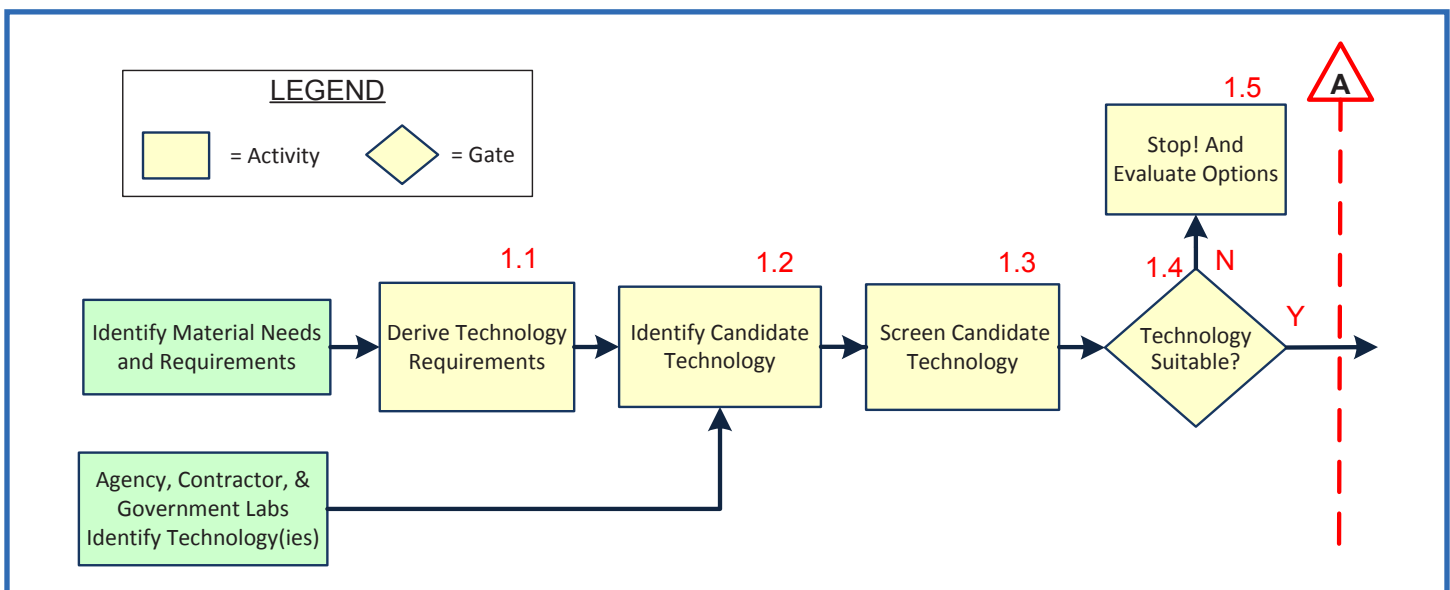 LEGEND
= Activity
= Gate
A
1.5
Stop! And
Evaluate Options
1.1
1.2
1.3
1.4
N
Y
Identify Material Needs
and Requirements
Derive Technology
Requirements
Identify Candidate
Technology
Screen Candidate
Technology
Technology
Suitable?
Agency, Contractor, &
Government Labs
Identify Technology(ies)